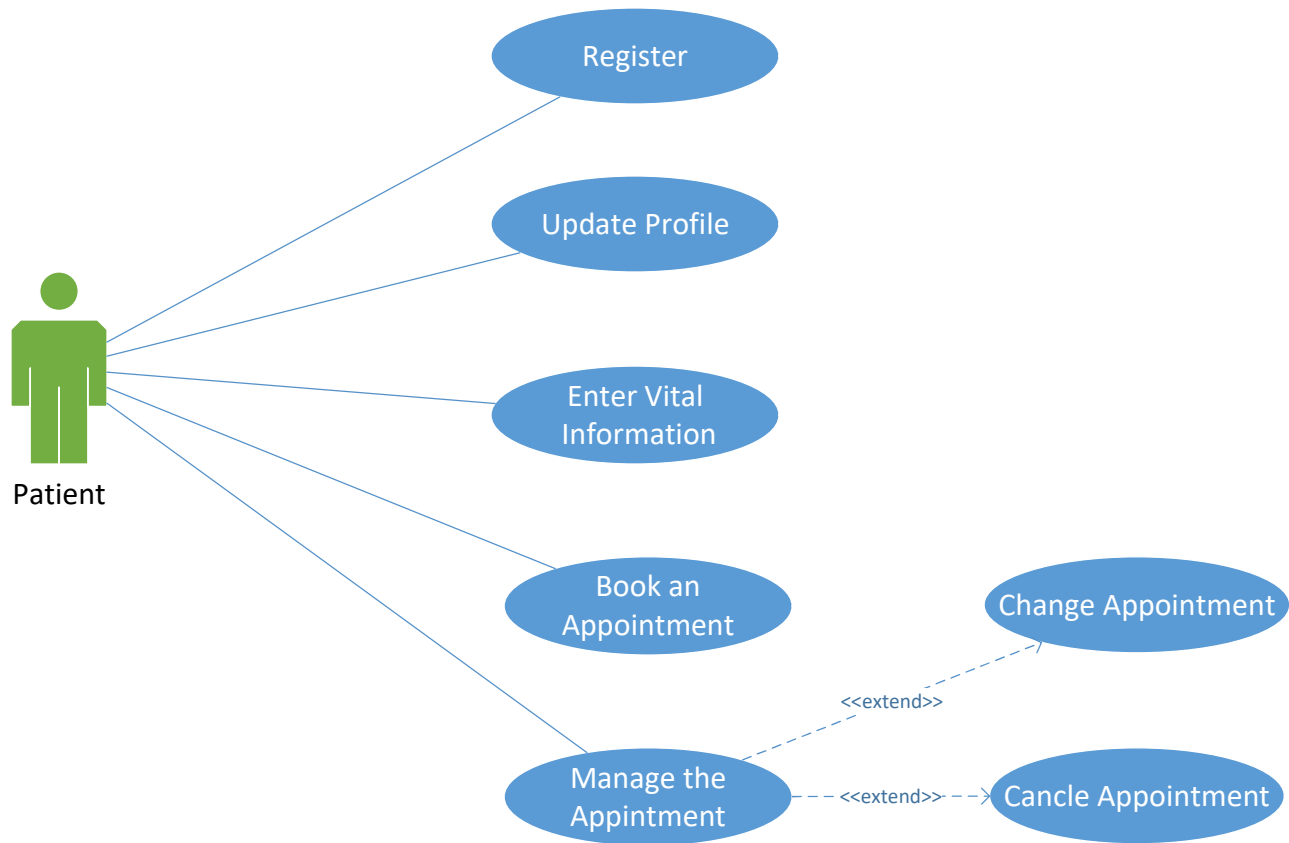 Register
Update Profile
Enter Vital
Information
Patient
Book an
Appointment
Change Appointment
<<extend>>
Manage the
Appintment
<<extend>>
Cancle Appointment